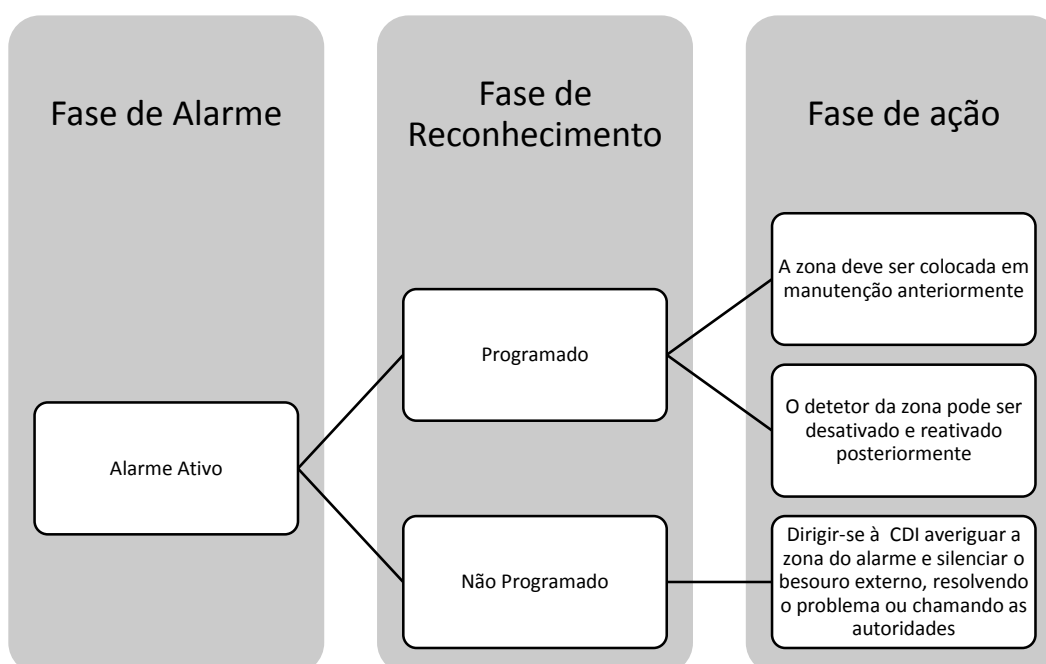 Fase de Alarme
Fase de
Reconhecimento
Fase de ação
Alarme Ativo
Programado
Não Programado
A zona deve ser colocada em
manutenção anteriormente
O detetor da zona pode ser
desativado e reativado
posteriormente
Dirigir-se à CDI averiguar a
zona do alarme e silenciar o
besouro externo, resolvendo
o problema ou chamando as
autoridades